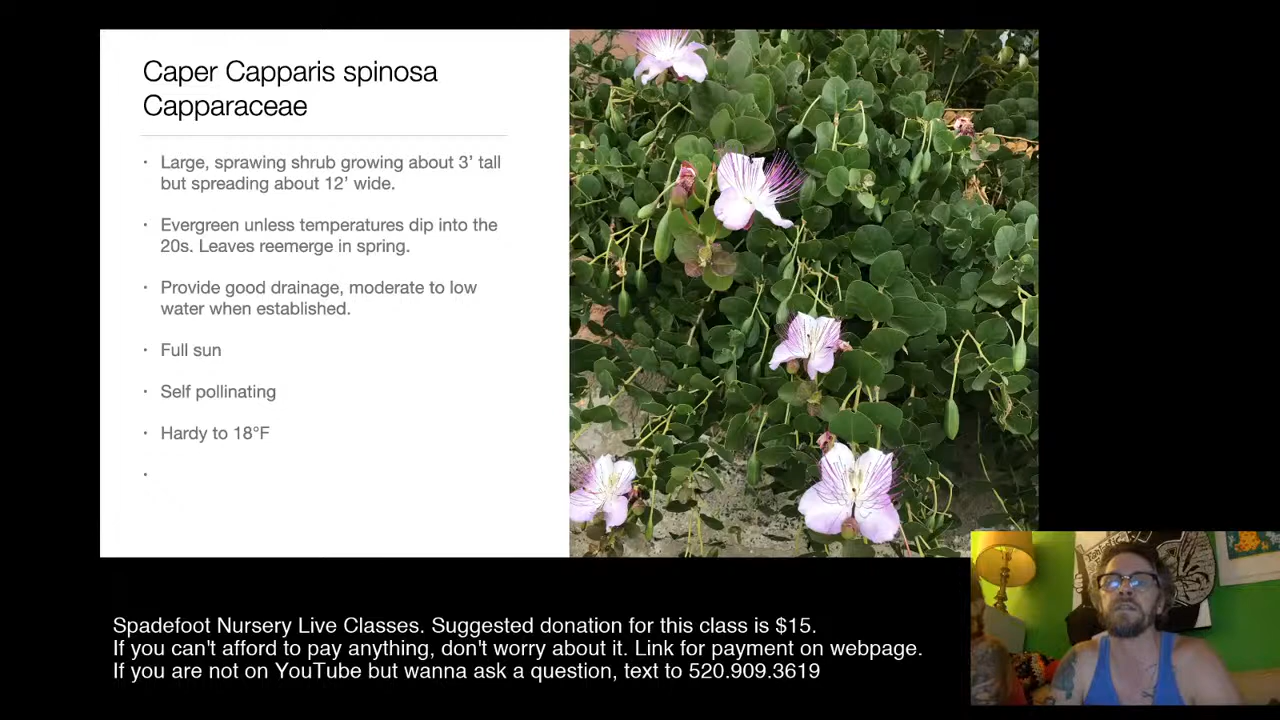 Caper Capparis spinosa
Capparaceae
· Large, sprawing shrub growing about 3’ tall
but spreading about 12’ wide.
· Evergreen unless temperatures dip into the
20s. Leaves reemerge in spring.
· Provide good drainage, moderate to low
water when established.
· Full sun
· Self pollinating
· Hardy to 18°F
·
Spadefoot Nursery Live Classes. Suggested donation for this class is $15.
If you can't afford to pay anything, don't worry about it. Link for payment on webpage.
If you are not on YouTube but wanna ask a question, text to 520.909.3619